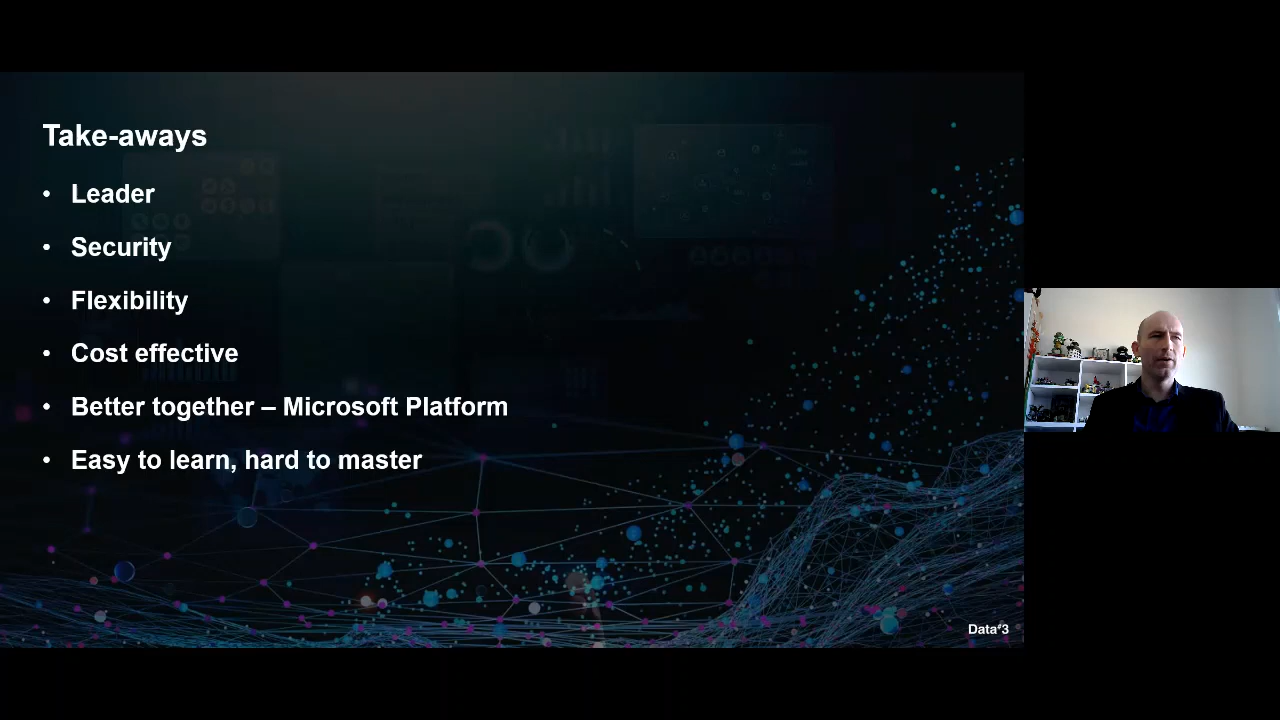 Take-aways
• Leader
• Security
• Flexibility
• Cost effective
• Better together – Microsoft Platform
• Easy to learn, hard to master
Data#3